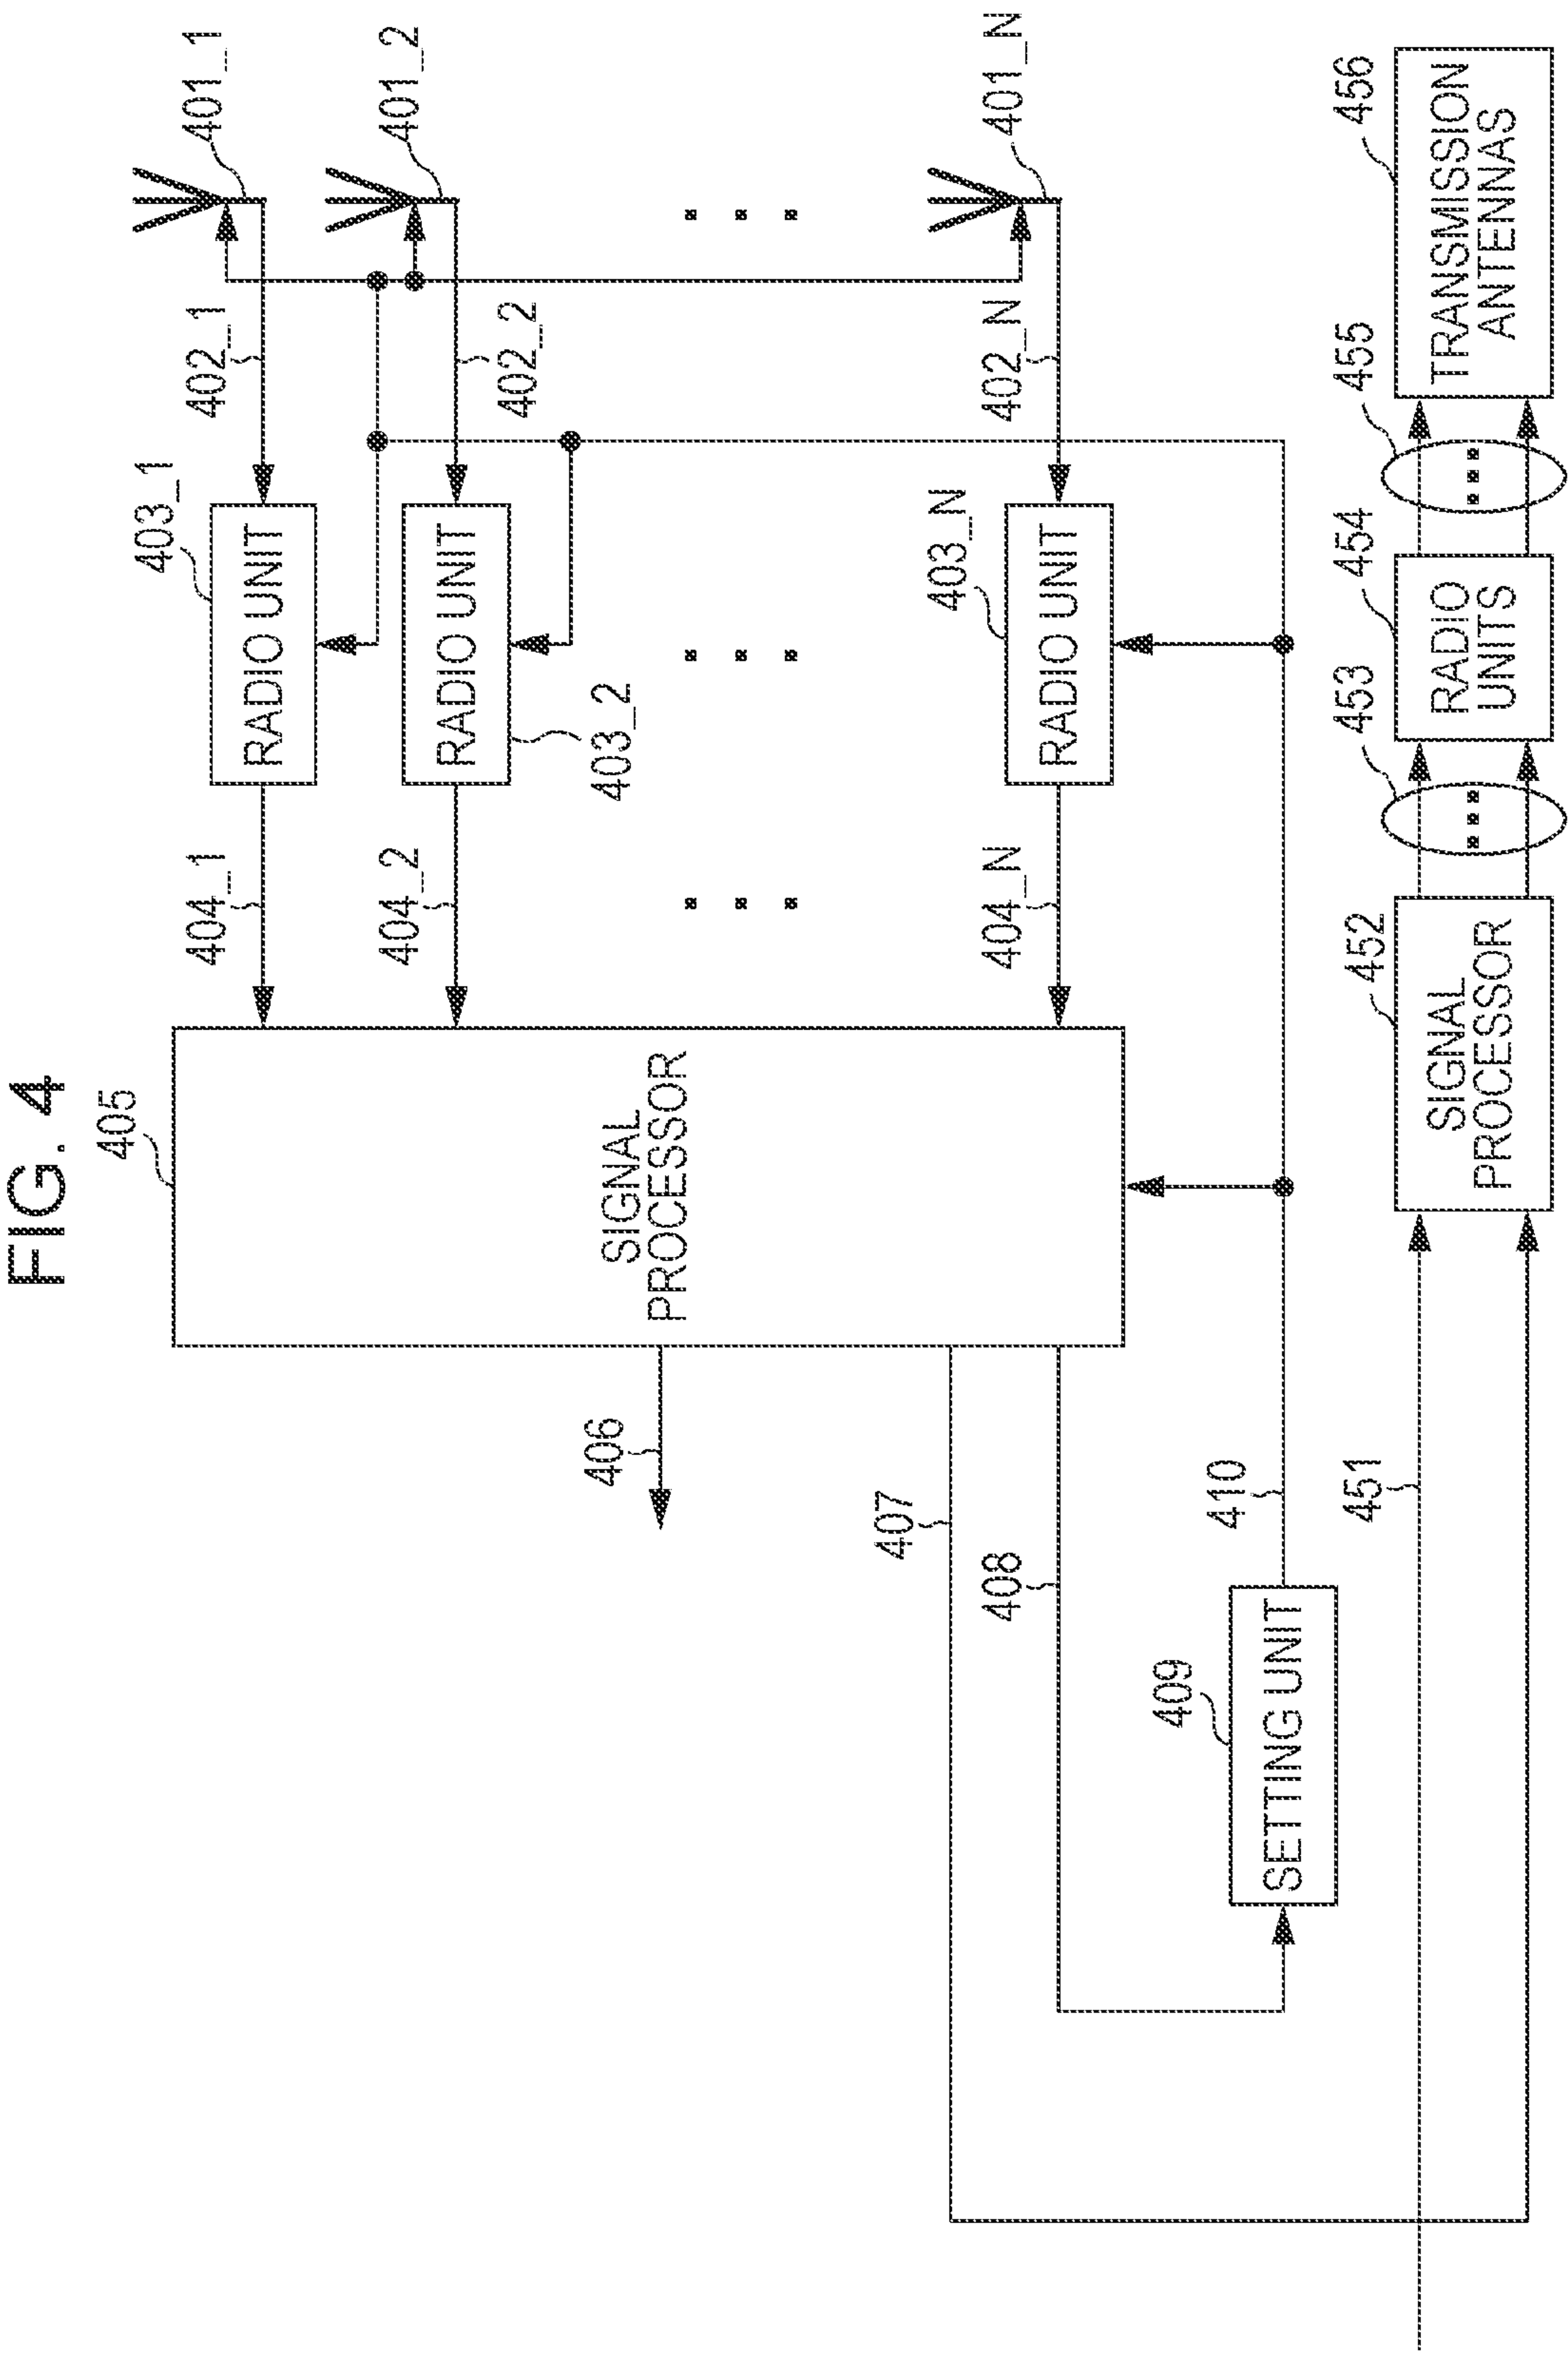 FIG. 4
401_1
402_1
403_1
RADIO UNIT
404_1
401_2
402_2
403_2
RADIO UNIT
404_2
401_N
402_N
403_N
RADIO UNIT
404_N
405
SIGNAL
PROCESSOR
406
407
408
409
SETTING UNIT
410
451
452
SIGNAL
PROCESSOR
453
454
RADIO
UNITS
455
456
TRANSMISSION
ANTENNAS